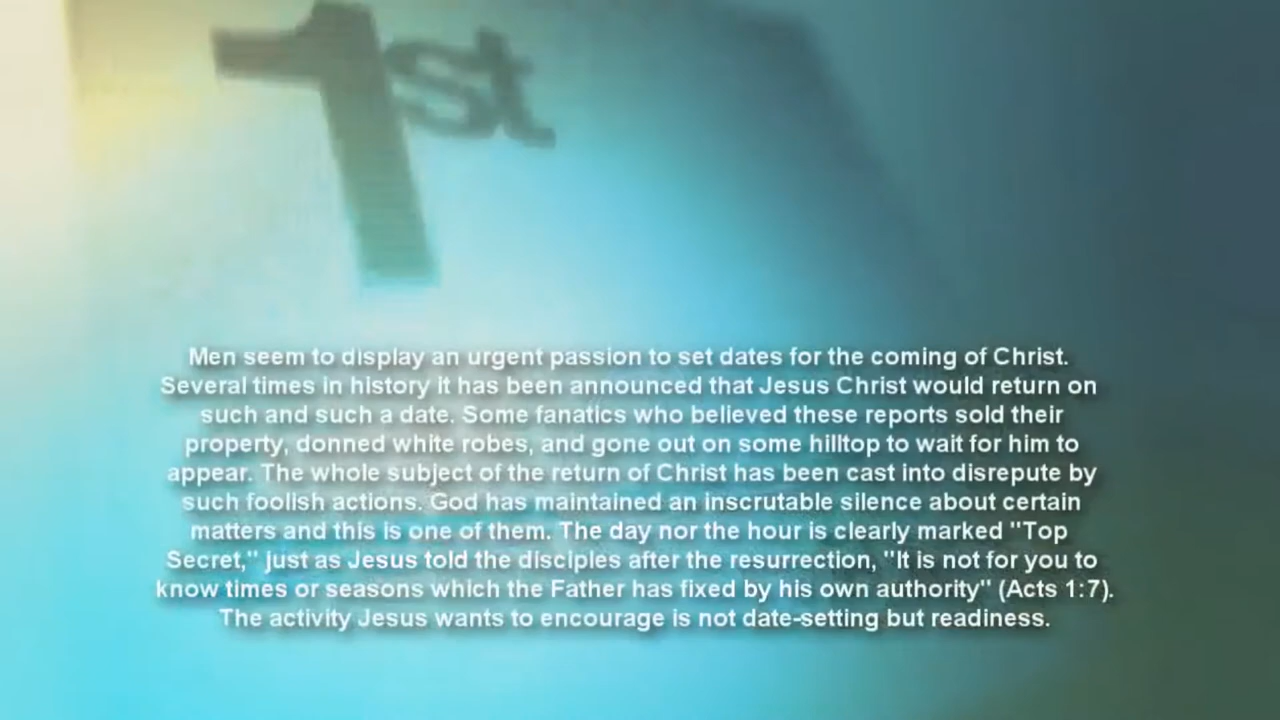 1st
Men seem to display an urgent passion to set dates for the coming of Christ.
Several times in history it has been announced that Jesus Christ would return on
such and such a date. Some fanatics who believed these reports sold their
property, donned white robes, and gone out on some hilltop to wait for him to
appear. The whole subject of the return of Christ has been cast into disrepute by
such foolish actions. God has maintained an inscrutable silence about certain
matters and this is one of them. The day nor the hour is clearly marked "Top
Secret," just as Jesus told the disciples after the resurrection, "It is not for you to
know times or seasons which the Father has fixed by his own authority" (Acts 1:7).
The activity Jesus wants to encourage is not date-setting but readiness.